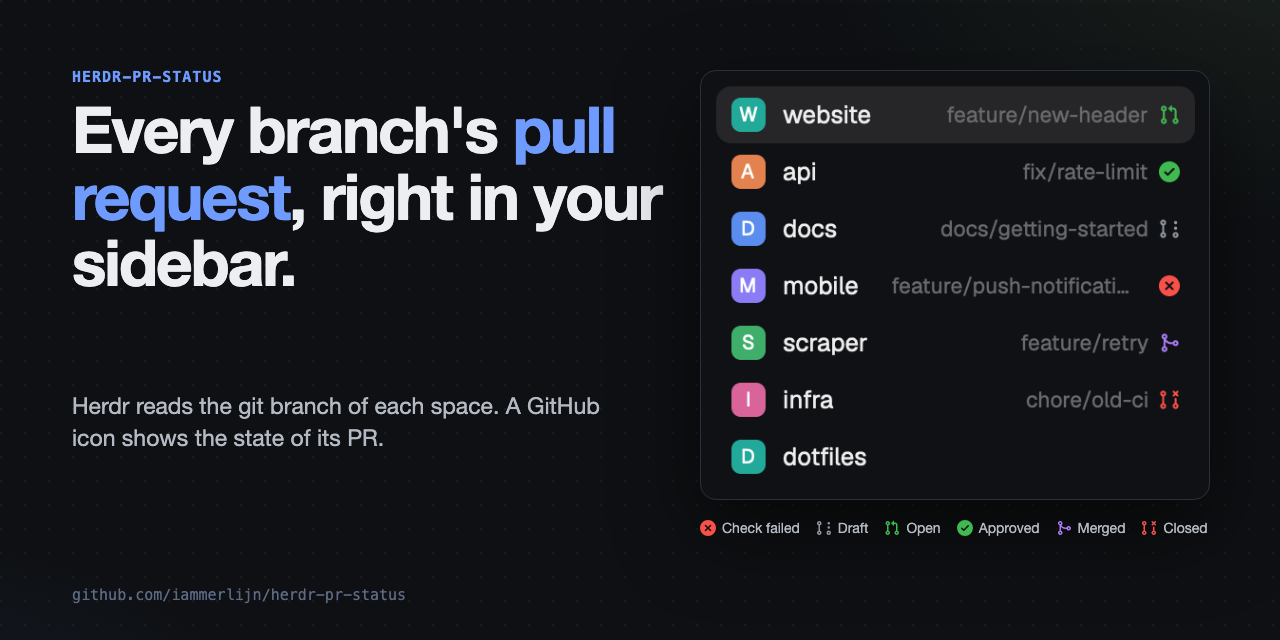 HERDR-PR-STATUS
Every branch's pull
request, right in your
sidebar.
Herdr reads the git branch of each space. A GitHub
icon shows the state of its PR.
github.com/iammerlijn/herdr-pr-status
W website feature/new-header
A api fix/rate-limit
D docs docs/getting-started
M mobile feature/push-notificati…
S scraper feature/retry
I infra chore/old-ci
D dotfiles
Check failed Draft Open Approved Merged Closed